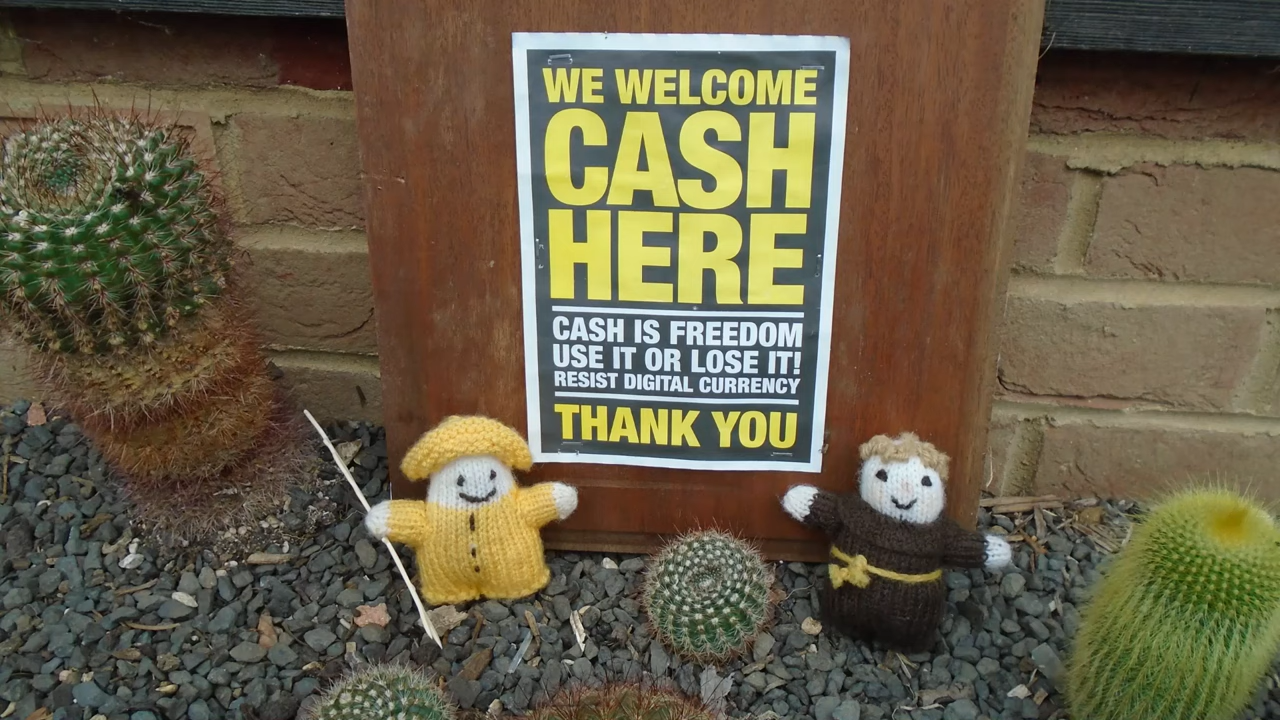 WE WELCOME
CASH
HERE
CASH IS FREEDOM
USE IT OR LOSE IT!
RESIST DIGITAL CURRENCY
THANK YOU